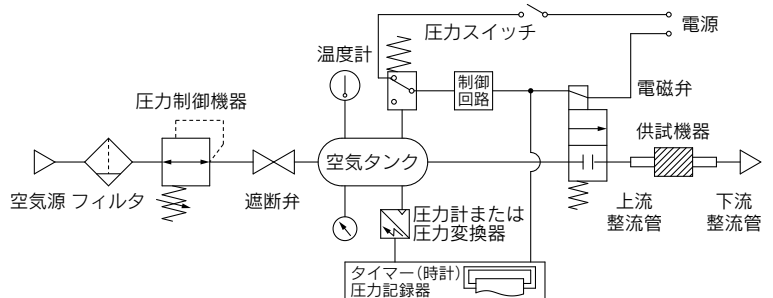 圧力スイッチ
電源
温度計
圧力制御機器
制御
回路
電磁弁
供試機器
空気源
フィルタ
遮断弁
空気タンク
上流
整流管
下流
整流管
圧力計または
圧力変換器
タイマー(時計)
圧力記録器